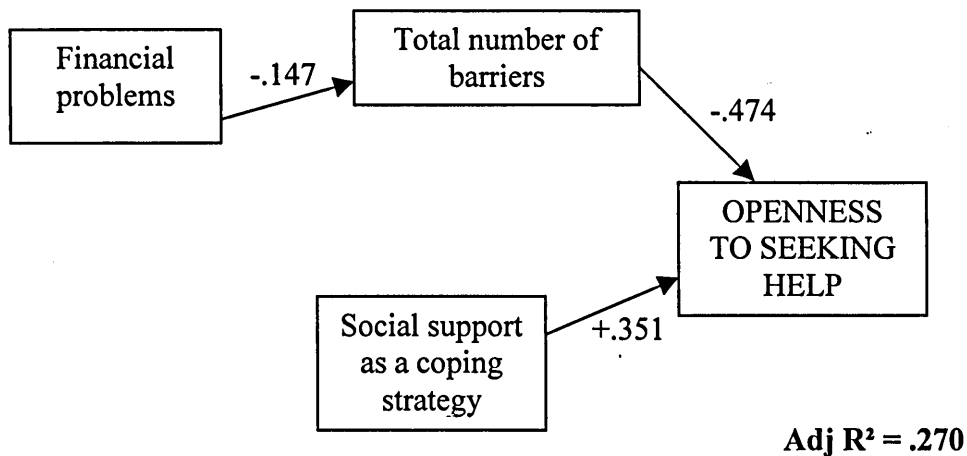 Financial
problems
-.147
Total number of
barriers
-.474
OPENNESS
TO SEEKING
HELP
Social support
as a coping
strategy
+.351
Adj R² = .270